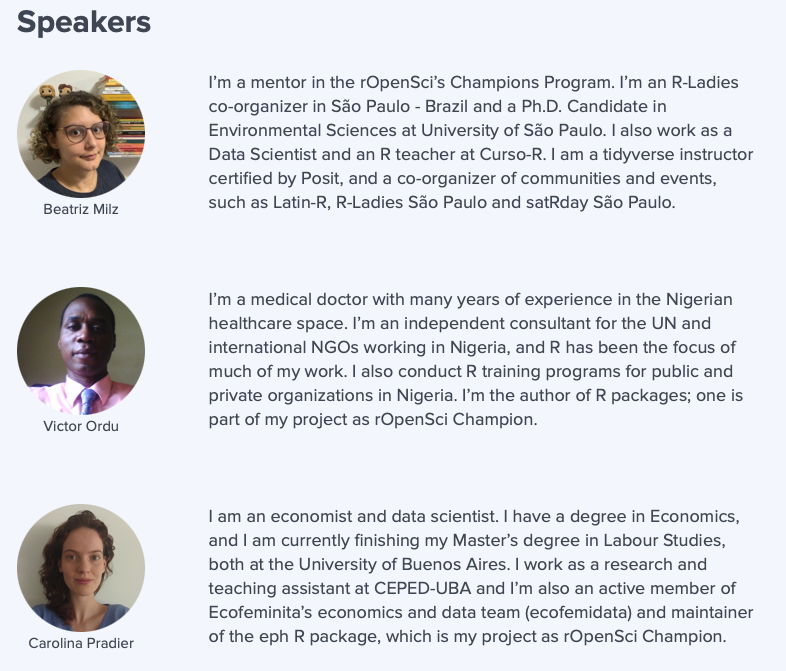 Speakers
I'm a mentor in the rOpenSci's Champions Program. I'm an R-Ladies
co-organizer in São Paulo - Brazil and a Ph.D. Candidate in
Environmental Sciences at University of São Paulo. I also work as a
Data Scientist and an R teacher at Curso-R. I am a tidyverse instructor
certified by Posit, and a co-organizer of communities and events,
such as Latin-R, R-Ladies São Paulo and satRday São Paulo.
Beatriz Milz
I'm a medical doctor with many years of experience in the Nigerian
healthcare space. I'm an independent consultant for the UN and
international NGOs working in Nigeria, and R has been the focus of
much of my work. I also conduct R training programs for public and
private organizations in Nigeria. I'm the author of R packages; one is
part of my project as rOpenSci Champion.
Victor Ordu
I am an economist and data scientist. I have a degree in Economics,
and I am currently finishing my Master's degree in Labour Studies,
both at the University of Buenos Aires. I work as a research and
teaching assistant at CEPED-UBA and I'm also an active member of
Ecofeminita's economics and data team (ecofemidata) and maintainer
of the eph R package, which is my project as rOpenSci Champion.
Carolina Pradier